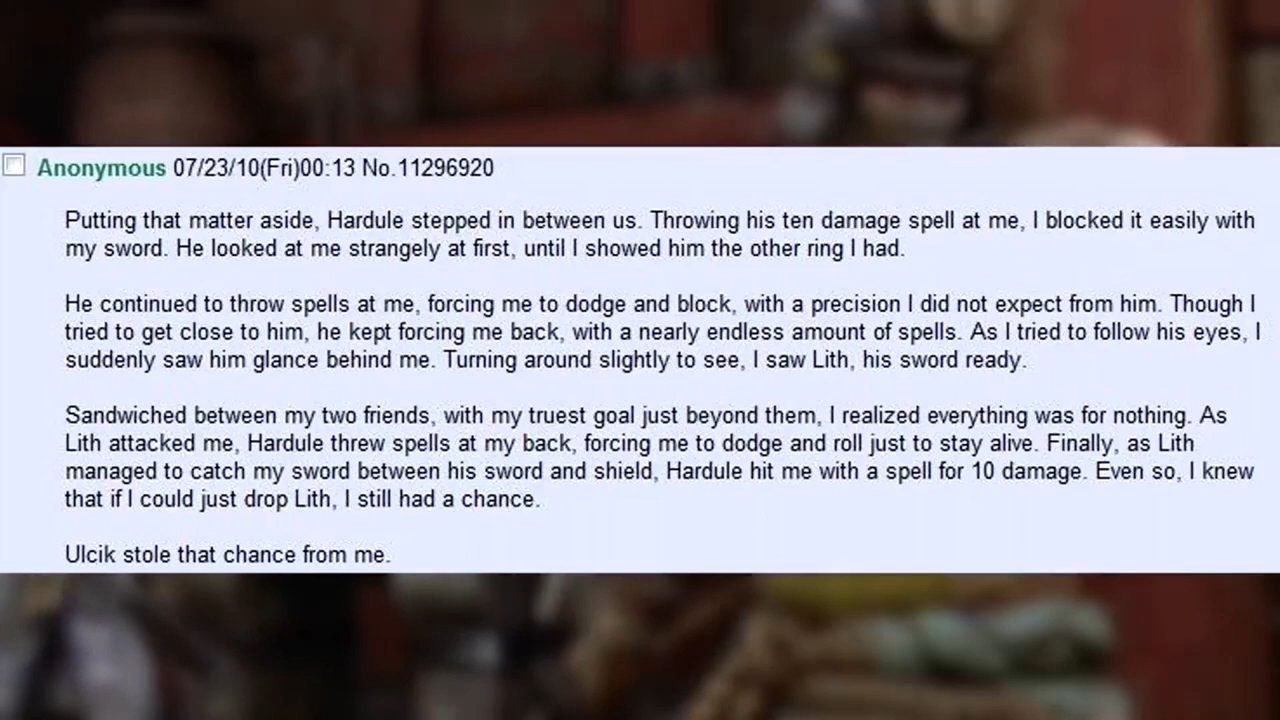 Anonymous 07/23/10(Fri)00:13 No.11296920
Putting that matter aside, Hardule stepped in between us. Throwing his ten damage spell at me, I blocked it easily with
my sword. He looked at me strangely at first, until I showed him the other ring I had.
He continued to throw spells at me, forcing me to dodge and block, with a precision I did not expect from him. Though I
tried to get close to him, he kept forcing me back, with a nearly endless amount of spells. As I tried to follow his eyes, I
suddenly saw him glance behind me. Turning around slightly to see, I saw Lith, his sword ready.
Sandwiched between my two friends, with my truest goal just beyond them, I realized everything was for nothing. As
Lith attacked me, Hardule threw spells at my back, forcing me to dodge and roll just to stay alive. Finally, as Lith
managed to catch my sword between his sword and shield, Hardule hit me with a spell for 10 damage. Even so, I knew
that if I could just drop Lith, I still had a chance.
Ulcik stole that chance from me.